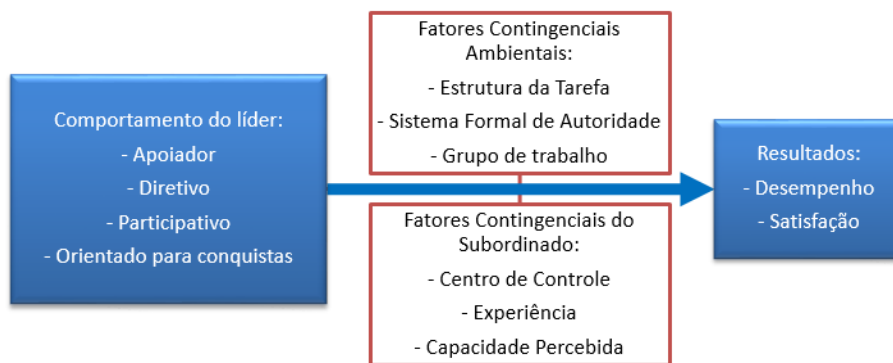 Comportamento do líder:
- Apoiador
- Diretivo
- Participativo
- Orientado para conquistas
Fatores Contingenciais
Ambientais:
- Estrutura da Tarefa
- Sistema Formal de Autoridade
- Grupo de trabalho
Fatores Contingenciais do
Subordinado:
- Centro de Controle
- Experiência
- Capacidade Percebida
Resultados:
- Desempenho
- Satisfação